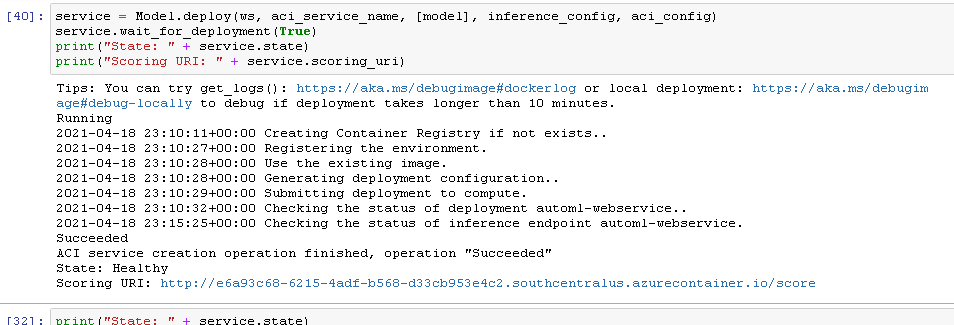 [40]: service = Model.deploy(ws, aci_service_name, [model], inference_config, aci_config)
service.wait_for_deployment(True)
print("State: " + service.state)
print("Scoring URI: " + service.scoring_uri)
Tips: You can try get_logs(): https://aka.ms/debugimage#dockerlog or local deployment: https://aka.ms/debugim
age#debug-locally to debug if deployment takes longer than 10 minutes.
Running
2021-04-18 23:10:11+00:00 Creating Container Registry if not exists..
2021-04-18 23:10:27+00:00 Registering the environment.
2021-04-18 23:10:28+00:00 Use the existing image.
2021-04-18 23:10:28+00:00 Generating deployment configuration..
2021-04-18 23:10:29+00:00 Submitting deployment to compute.
2021-04-18 23:10:32+00:00 Checking the status of deployment automl-webservice..
2021-04-18 23:15:25+00:00 Checking the status of inference endpoint automl-webservice.
Succeeded
ACI service creation operation finished, operation "Succeeded"
State: Healthy
Scoring URI: http://e6a93c68-6215-4adf-b568-d33cb953e4c2.southcentralus.azurecontainer.io/score
[32]: print("State: " + service.state)